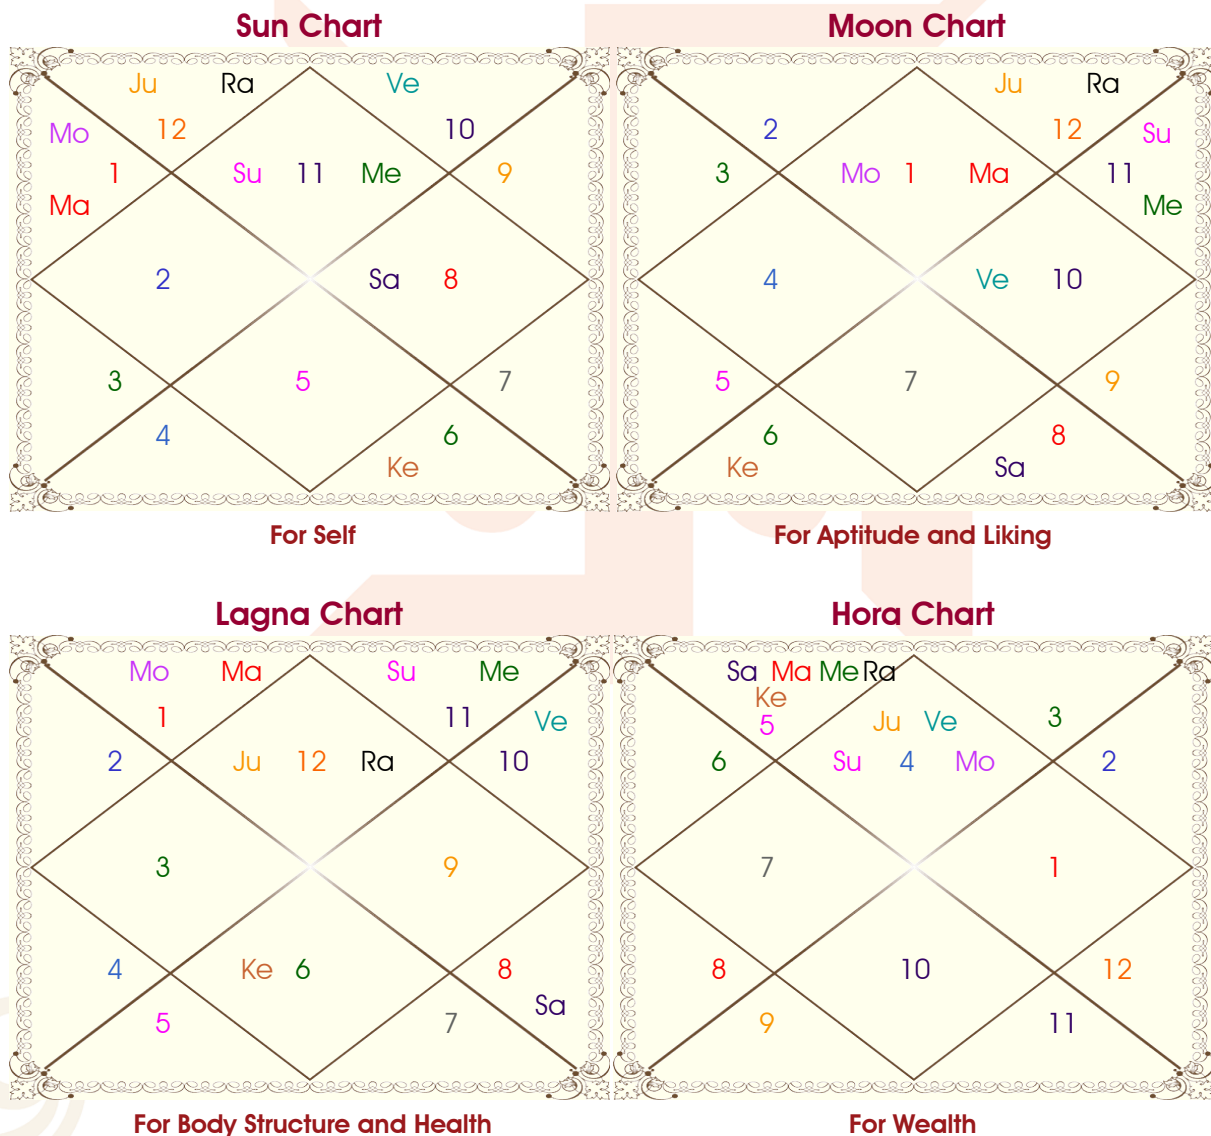 Sun Chart
Ju Ra Ve
Mo 12 10
1 Su 11 Me 9
Ma
2 Sa 8
3 5 7
4 6
Ke
For Self
Moon Chart
Ju Ra
2 12 Su
3 Mo 1 Ma 11
Me
4 Ve 10
5 7 9
6 8
Ke Sa
For Aptitude and Liking
Lagna Chart
Mo Ma Su Me
1 11 Ve
2 Ju 12 Ra 10
3 9
4 Ke 6 8
Sa
5 7
For Body Structure and Health
Hora Chart
Sa Ma Me Ra
Ke
5 Ju Ve 3
6 Su 4 Mo 2
7 1
8 10 12
9 11
For Wealth